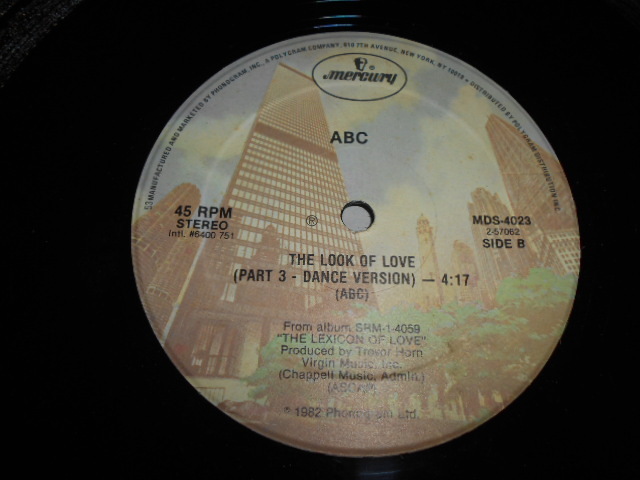 53 MANUFACTURED AND MARKETED BY PHONOGRAM, INC., A POLYGRAM COMPANY, 810 7TH AVENUE, NEW YORK, NY 10019 • DISTRIBUTED BY POLYGRAM DISTRIBUTION INC.
mercury
ABC
45 RPM
STEREO
Intl. #6400 751
℗
MDS-4023
2-57062
SIDE B
THE LOOK OF LOVE
(PART 3 - DANCE VERSION) — 4:17
(ABC)
From album SRM-1-4059
"THE LEXICON OF LOVE"
Produced by Trevor Horn
Virgin Music, Inc.
(Chappell Music, Admin.)
(ASCAP)
© 1982 Phonogram Ltd.